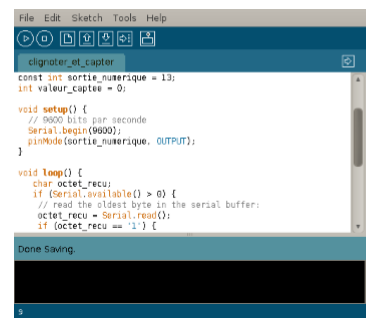 File Edit Sketch Tools Help
clignoter_et_capter
const int sortie_numerique = 13;
int valeur_captee = 0;
void setup() {
// 9600 bits par seconde
Serial.begin(9600);
pinMode(sortie_numerique, OUTPUT);
}
void loop() {
char octet_recu;
if (Serial.available() > 0) {
// read the oldest byte in the serial buffer:
octet_recu = Serial.read();
if (octet_recu == '1') {
Done Saving.
9